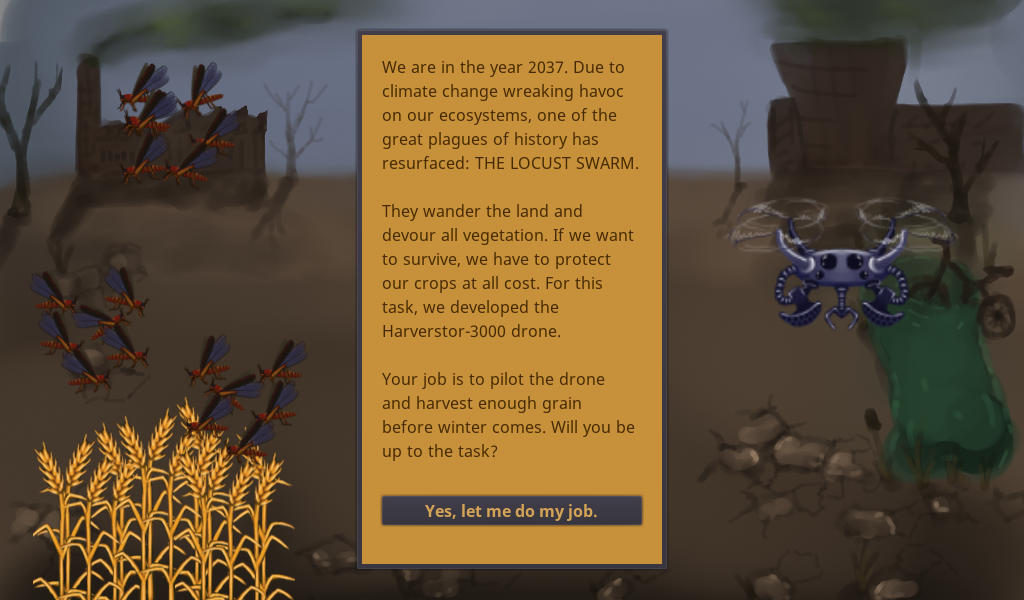 We are in the year 2037. Due to
climate change wreaking havoc
on our ecosystems, one of the
great plagues of history has
resurfaced: THE LOCUST SWARM.
They wander the land and
devour all vegetation. If we want
to survive, we have to protect
our crops at all cost. For this
task, we developed the
Harverstor-3000 drone.
Your job is to pilot the drone
and harvest enough grain
before winter comes. Will you be
up to the task?
Yes, let me do my job.